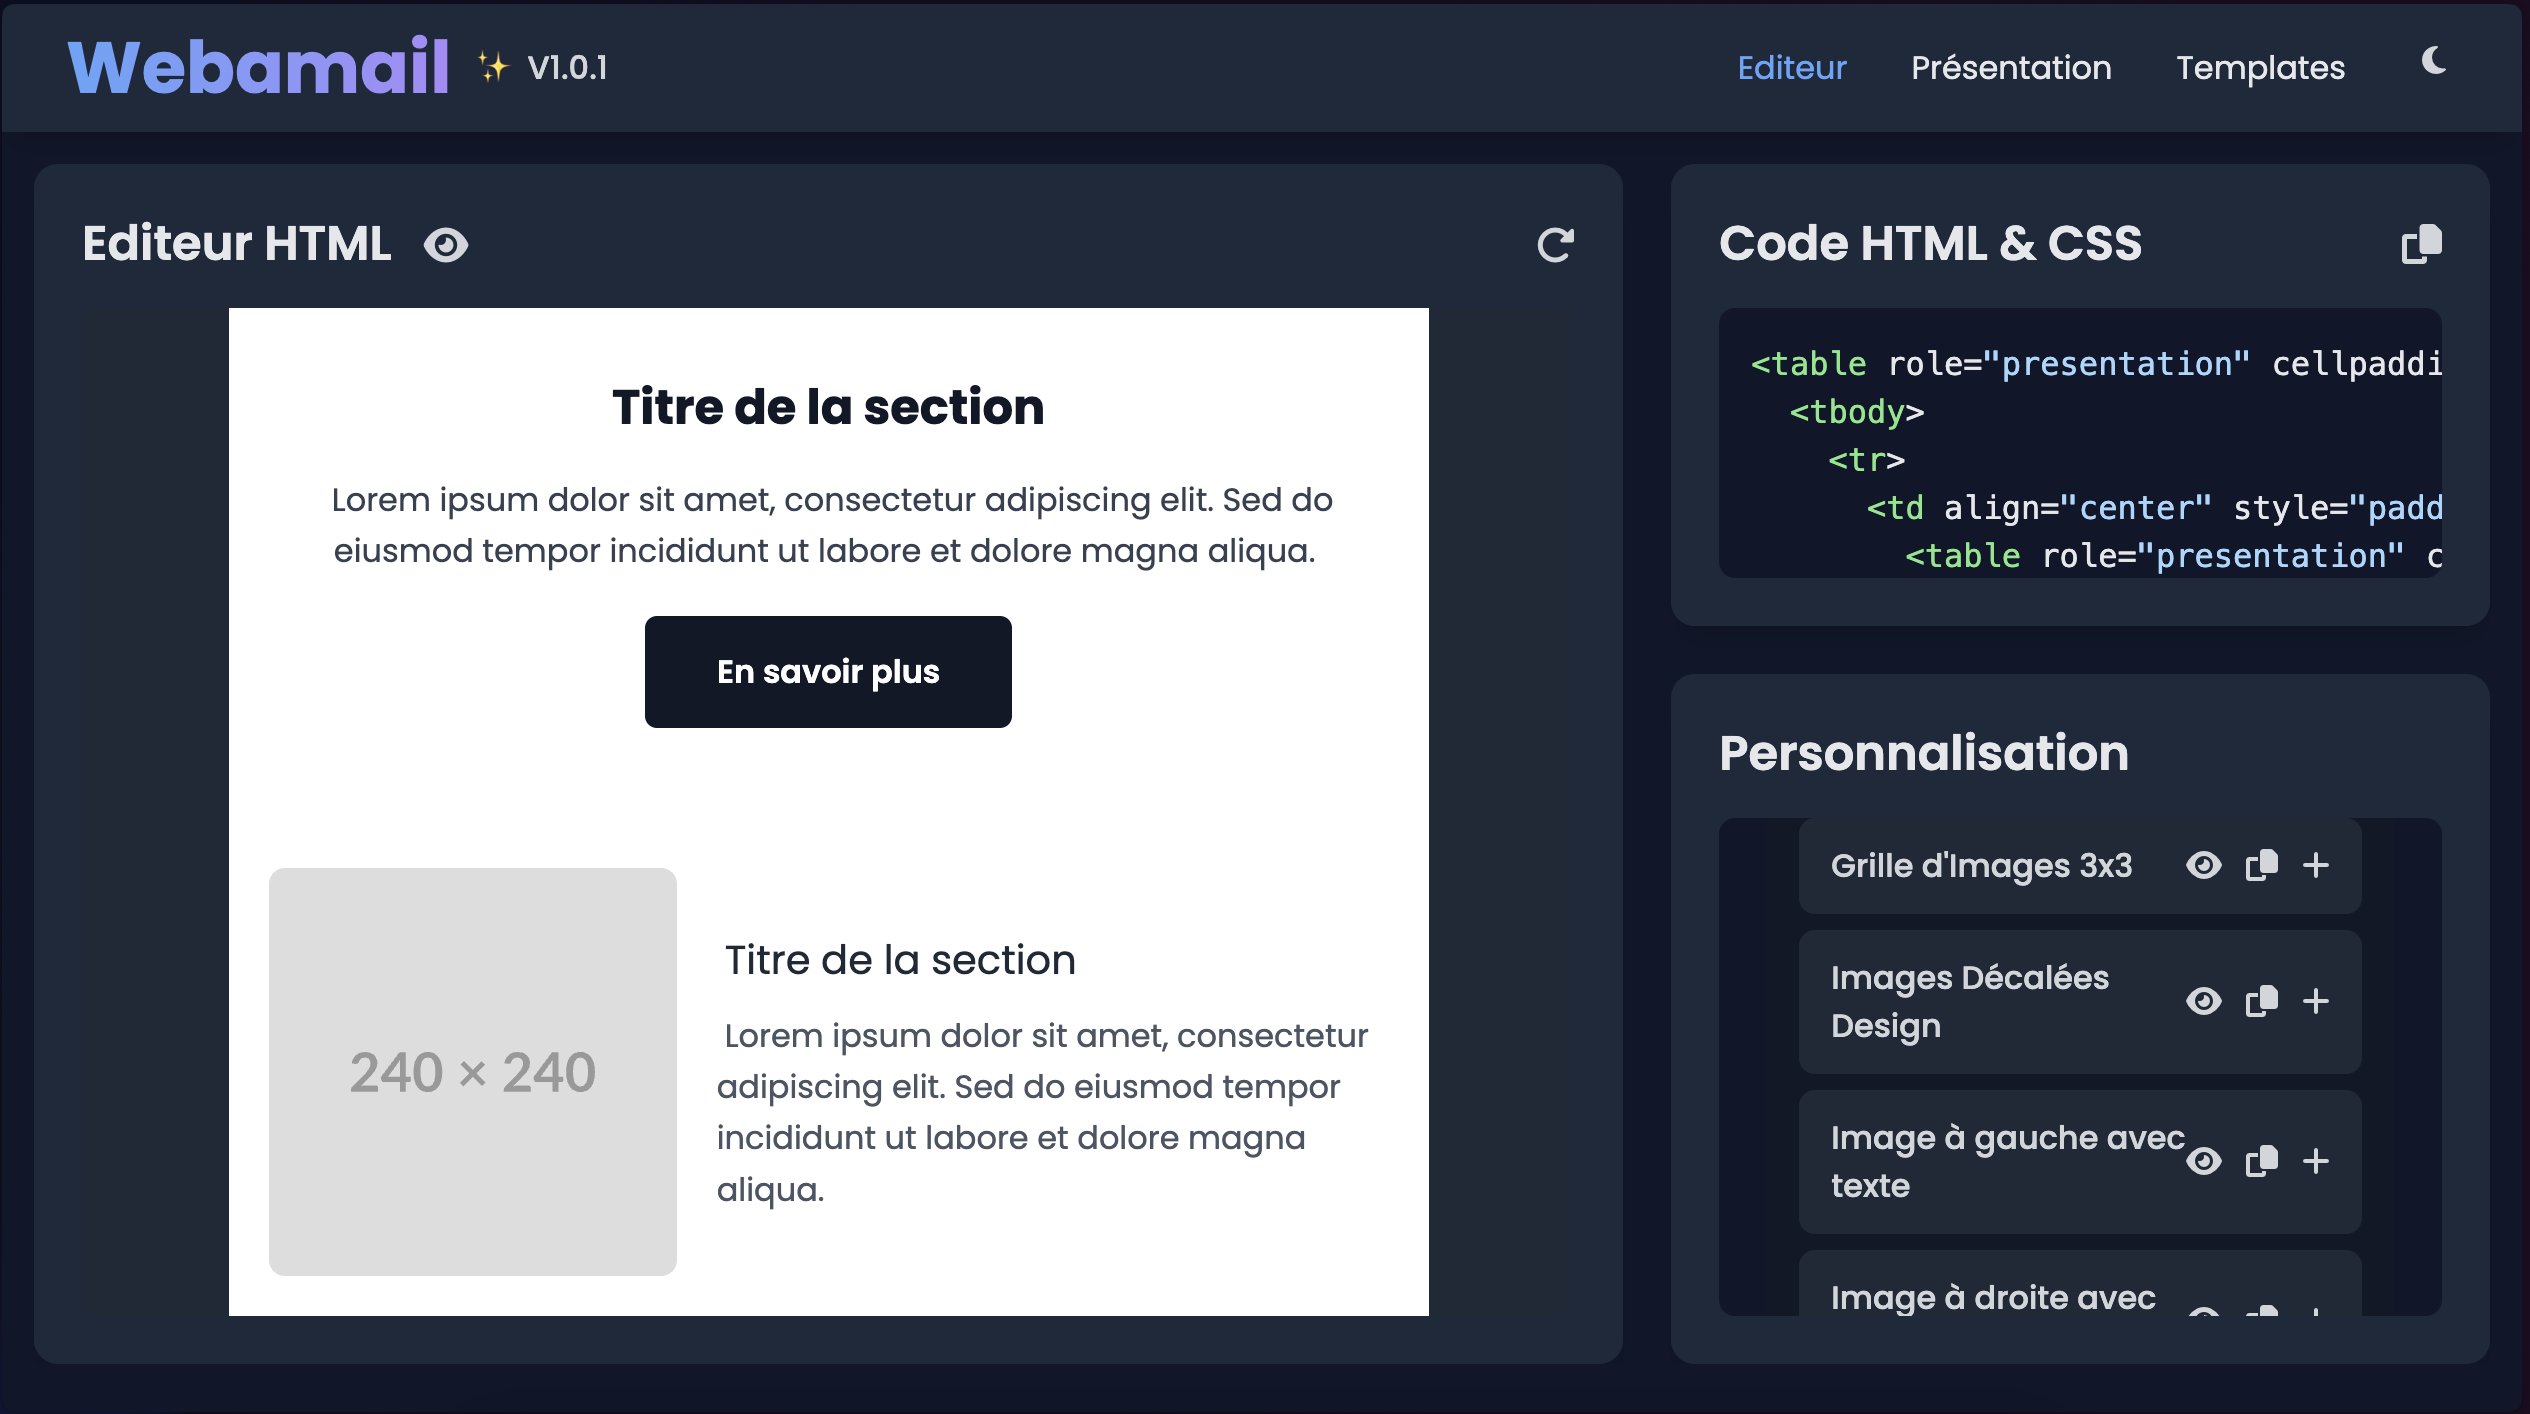 Webamail ✨ V1.0.1
Editeur
Présentation
Templates
Editeur HTML
Titre de la section
Lorem ipsum dolor sit amet, consectetur adipiscing elit. Sed do
eiusmod tempor incididunt ut labore et dolore magna aliqua.
En savoir plus
240 × 240
Titre de la section
Lorem ipsum dolor sit amet, consectetur
adipiscing elit. Sed do eiusmod tempor
incididunt ut labore et dolore magna
aliqua.
Code HTML & CSS
<table role="presentation" cellpaddi
<tbody>
<tr>
<td align="center" style="padd
<table role="presentation" c
Personnalisation
Grille d'Images 3x3
Images Décalées
Design
Image à gauche avec
texte
Image à droite avec